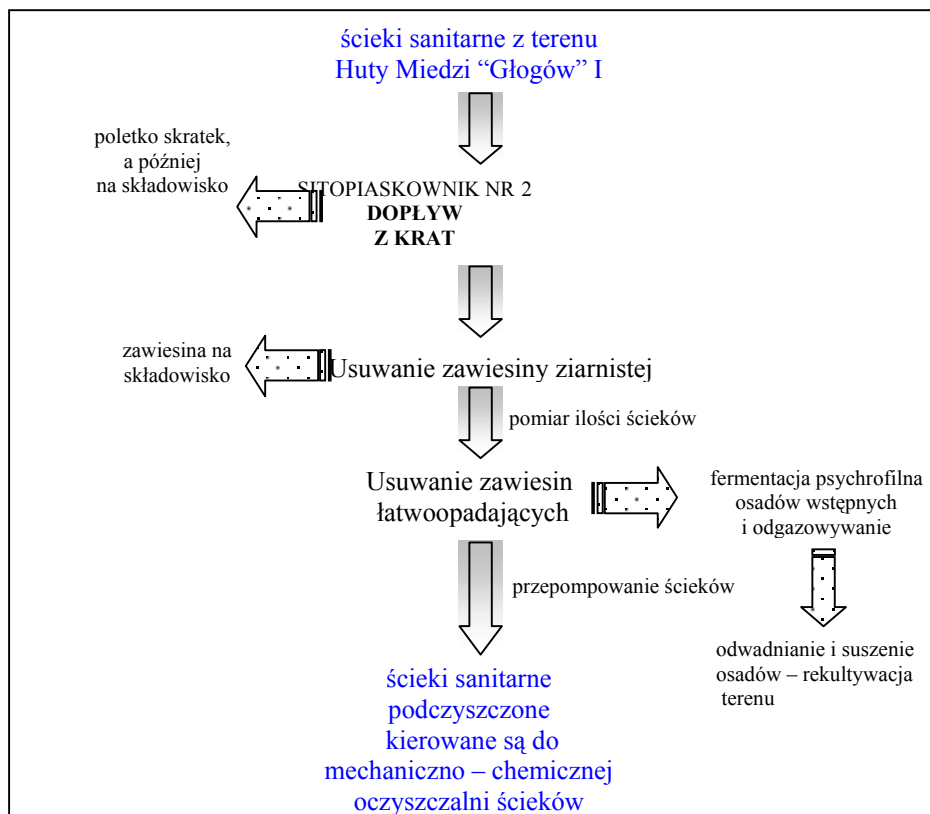 ścieki sanitarne z terenu
Huty Miedzi “Głogów” I
poletko skratek,
a później
na składowisko
SITOPIASKOWNIK NR 2
DOPŁYW
Z KRAT
zawiesina na
składowisko
Usuwanie zawiesiny ziarnistej
pomiar ilości ścieków
Usuwanie zawiesin
łatwoopadających
fermentacja psychrofilna
osadów wstępnych
i odgazowywanie
przepompowanie ścieków
odwadnianie i suszenie
osadów – rekultywacja
terenu
ścieki sanitarne
podczyszczone
kierowane są do
mechaniczno – chemicznej
oczyszczalni ścieków